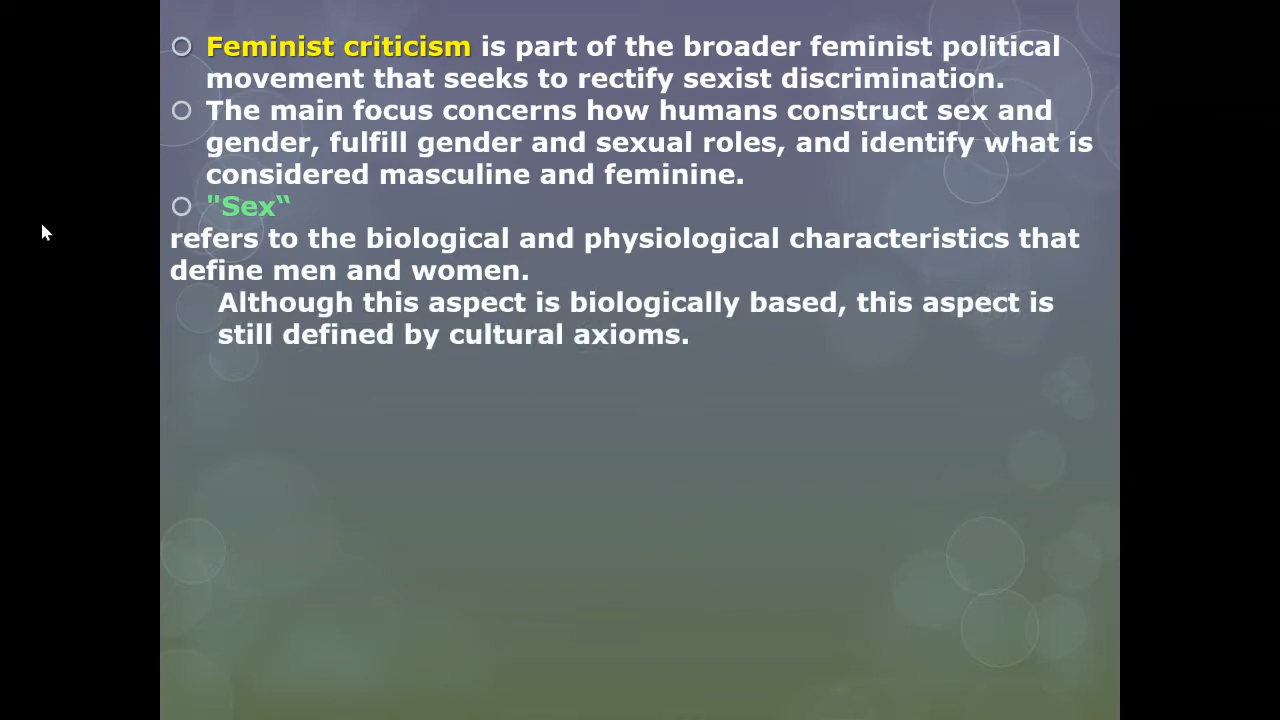 Feminist criticism is part of the broader feminist political
movement that seeks to rectify sexist discrimination.
The main focus concerns how humans construct sex and
gender, fulfill gender and sexual roles, and identify what is
considered masculine and feminine.
"Sex“
refers to the biological and physiological characteristics that
define men and women.
Although this aspect is biologically based, this aspect is
still defined by cultural axioms.